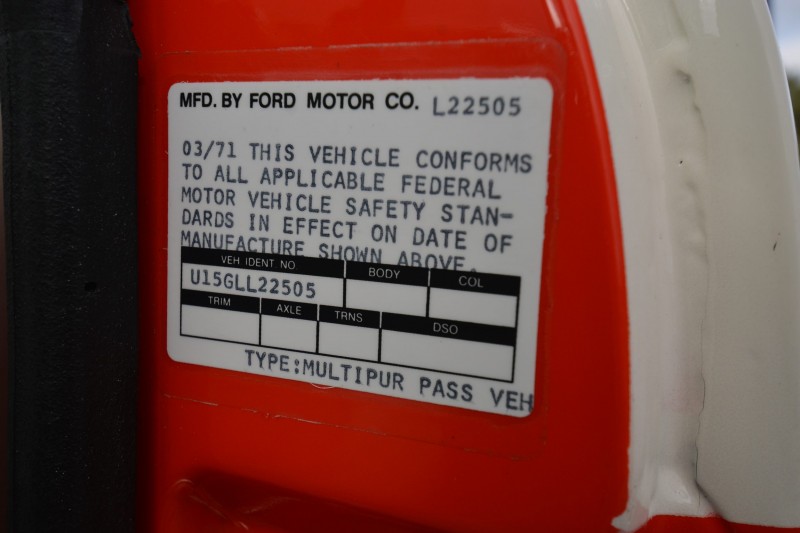 MFD. BY FORD MOTOR CO. L22505
03/71 THIS VEHICLE CONFORMS
TO ALL APPLICABLE FEDERAL
MOTOR VEHICLE SAFETY STAN-
DARDS IN EFFECT ON DATE OF
MANUFACTURE SHOWN ABOVE.
VEH IDENT NO BODY COL
U15GLL22505
TRIM AXLE TRNS DSO
TYPE:MULTIPUR PASS VEH